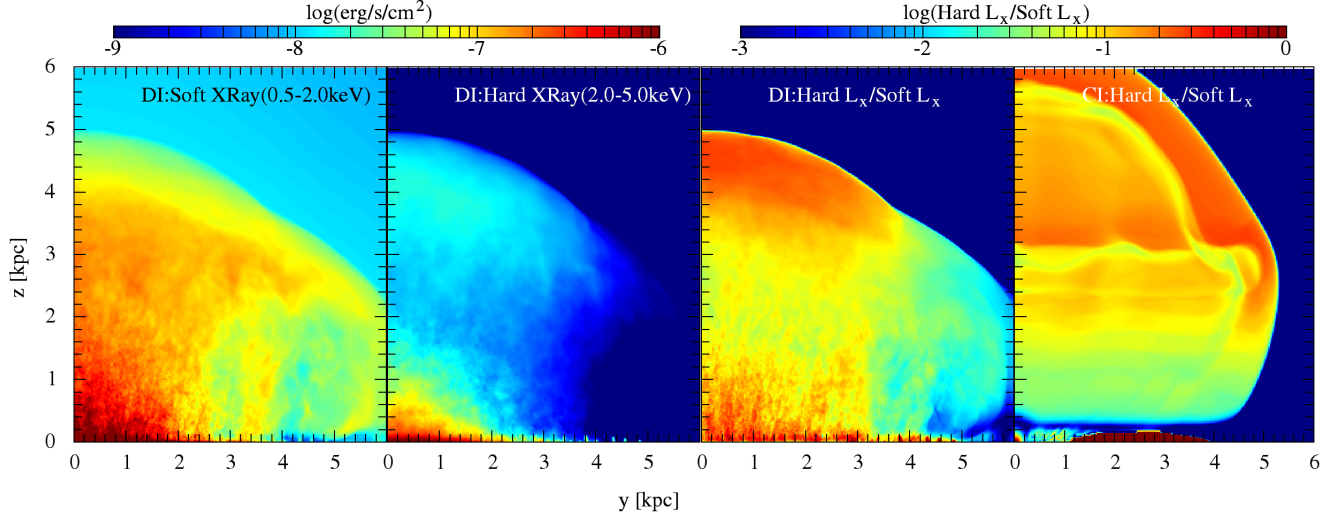 log(erg/s/cm2) log(Hard Lx/Soft Lx)
-9 -8 -7 -6 -3 -2 -1 0
DI:Soft XRay(0.5-2.0keV) DI:Hard XRay(2.0-5.0keV) DI:Hard Lx/Soft Lx CI:Hard Lx/Soft Lx
6
5
4
3
2
1
0
z [kpc]
0 1 2 3 4 5 0 1 2 3 4 5 0 1 2 3 4 5 0 1 2 3 4 5 6
y [kpc]